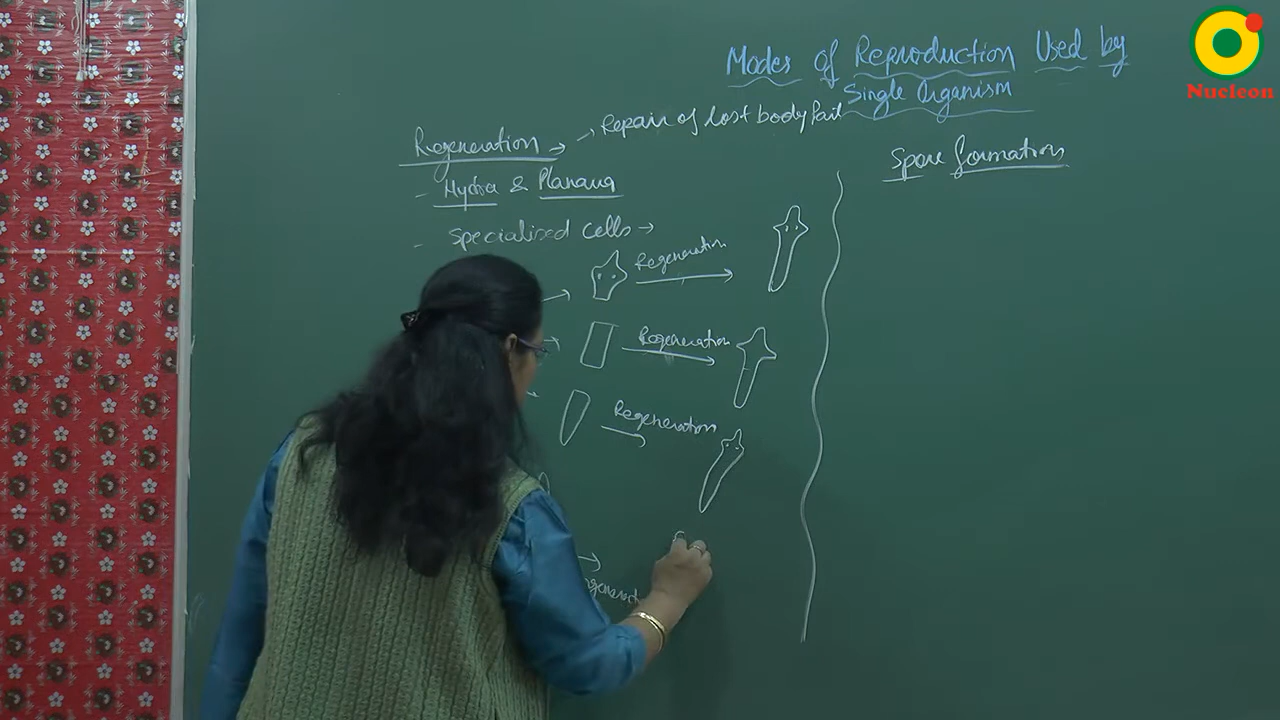 Modes of Reproduction Used by
Single Organism
Regeneration → → Repair of lost body part
- Hydra & Planaria
- Specialised cells →
Regeneration
Regeneration
Regeneration
Spore formation
Nucleon